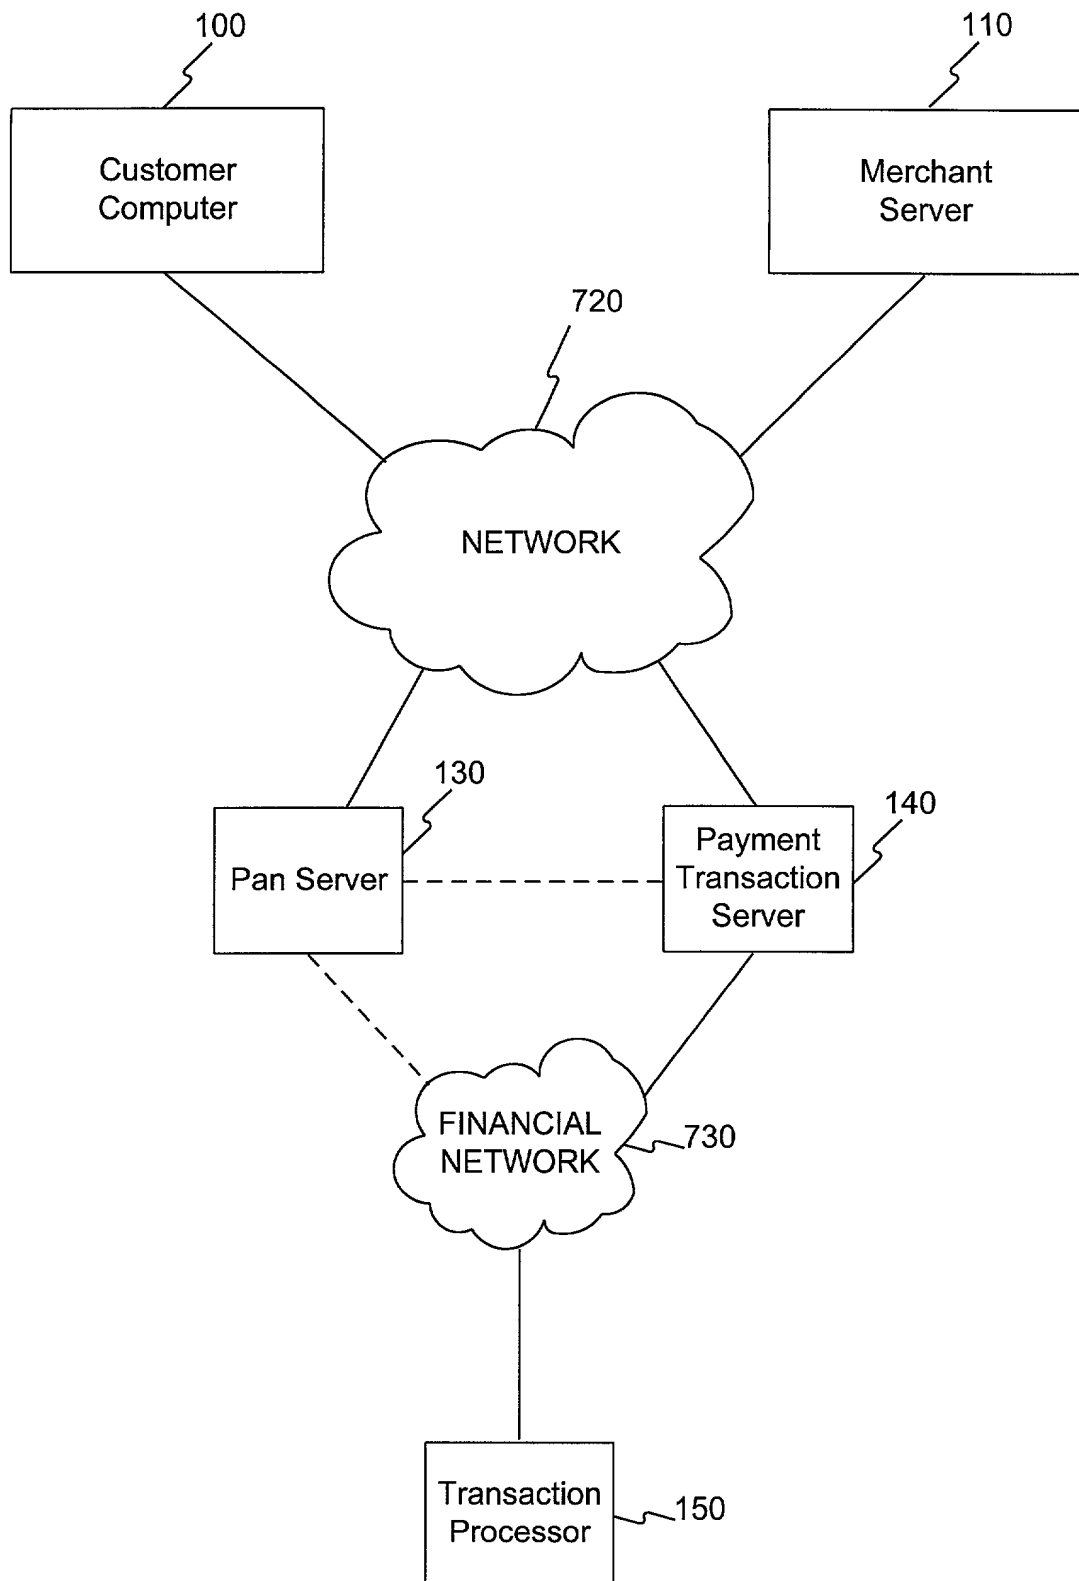 100
110
Customer
Computer
Merchant
Server
720
NETWORK
130
140
Pan Server
Payment
Transaction
Server
FINANCIAL
NETWORK
730
Transaction
Processor
150